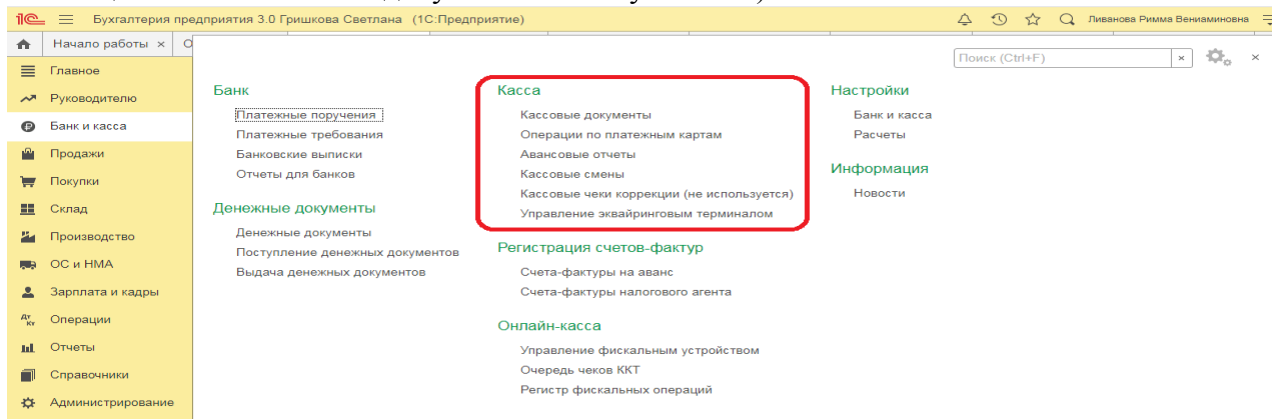 1С Бухгалтерия предприятия 3.0 Гришкова Светлана (1С:Предприятие) Ливанова Римма Вениаминовна
Начало работы × О
Поиск (Ctrl+F) ×
Главное
Руководителю
Банк и касса
Продажи
Покупки
Склад
Производство
ОС и НМА
Зарплата и кадры
Дт Кт Операции
Отчеты
Справочники
Администрирование
Банк
Платежные поручения
Платежные требования
Банковские выписки
Отчеты для банков
Денежные документы
Денежные документы
Поступление денежных документов
Выдача денежных документов
Касса
Кассовые документы
Операции по платежным картам
Авансовые отчеты
Кассовые смены
Кассовые чеки коррекции (не используется)
Управление эквайринговым терминалом
Регистрация счетов-фактур
Счета-фактуры на аванс
Счета-фактуры налогового агента
Онлайн-касса
Управление фискальным устройством
Очередь чеков ККТ
Регистр фискальных операций
Настройки
Банк и касса
Расчеты
Информация
Новости